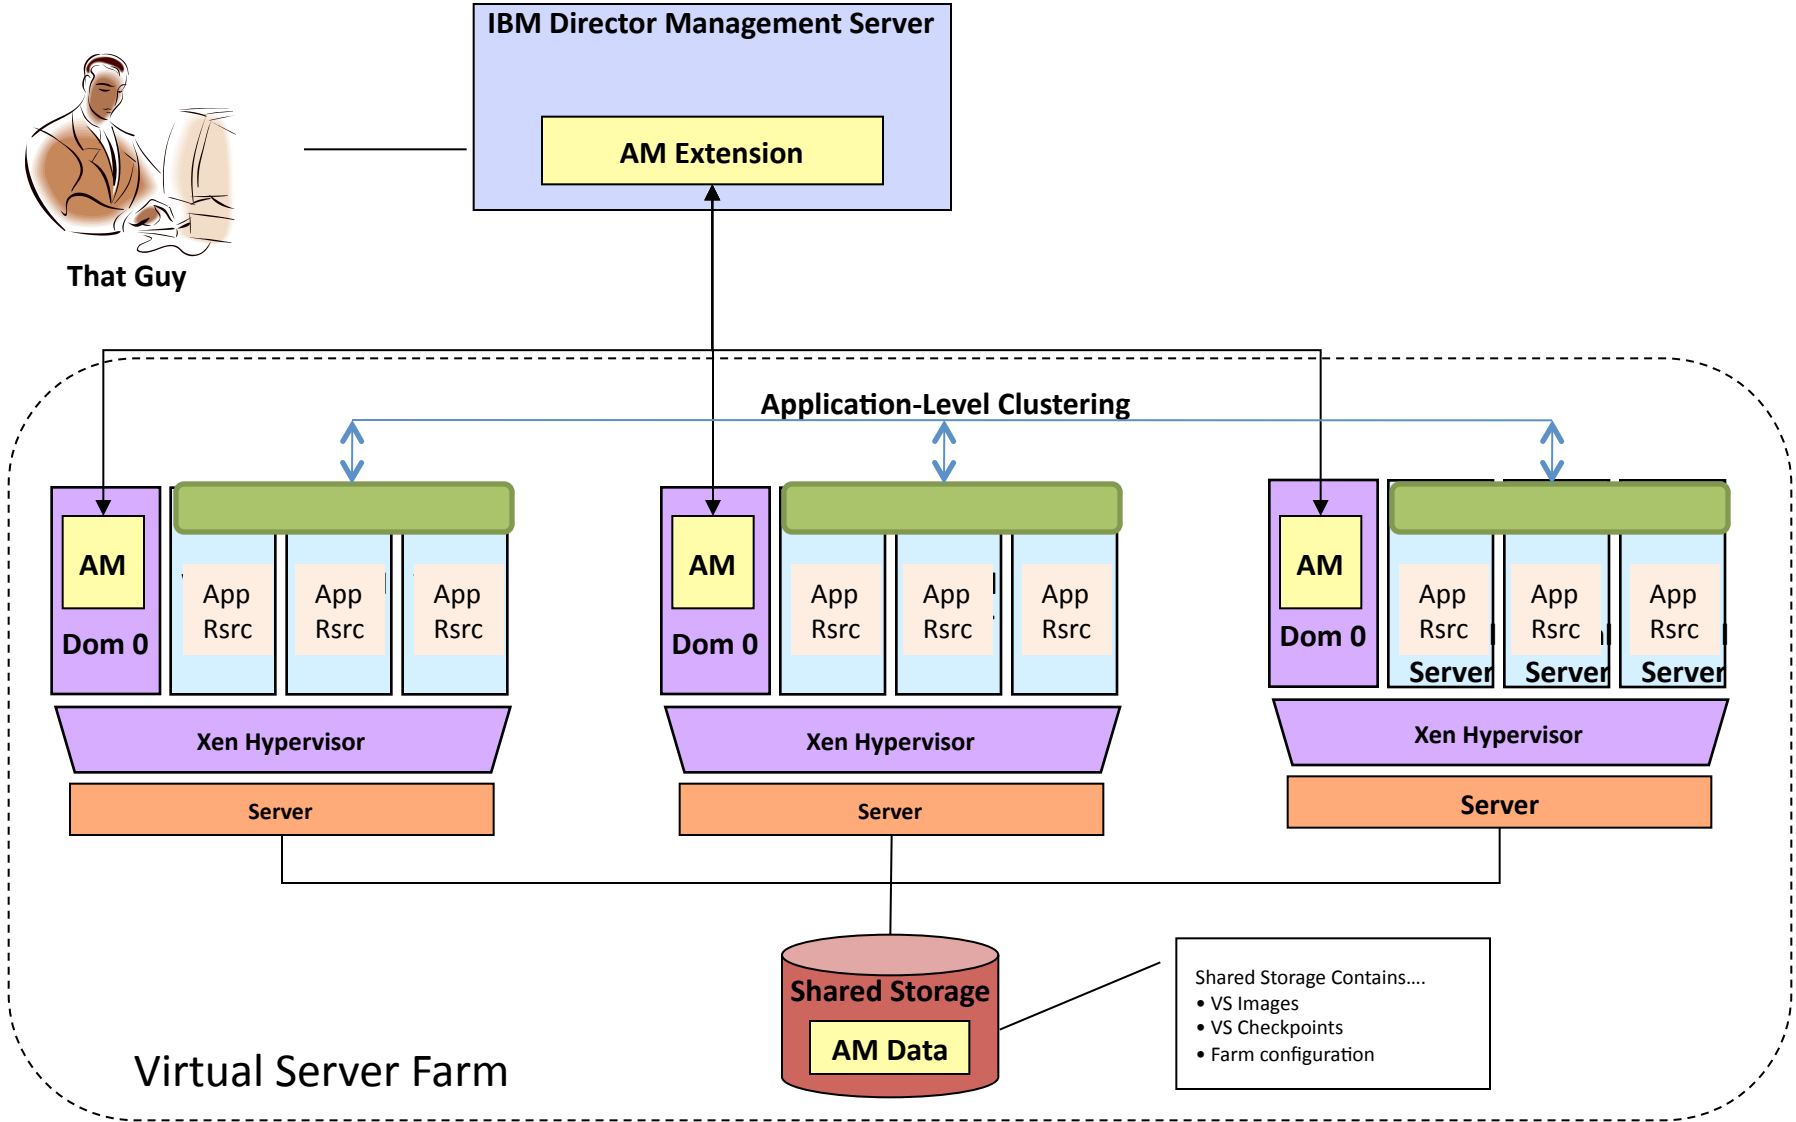 IBM Director Management Server
AM Extension
That Guy
Application-Level Clustering
AM
Dom 0
App
Rsrc
App
Rsrc
App
Rsrc
AM
Dom 0
App
Rsrc
App
Rsrc
App
Rsrc
AM
Dom 0
App
Rsrc
Server
App
Rsrc
Server
App
Rsrc
Server
Xen Hypervisor
Xen Hypervisor
Xen Hypervisor
Server
Server
Server
Shared Storage
AM Data
Shared Storage Contains....
• VS Images
• VS Checkpoints
• Farm configuration
Virtual Server Farm